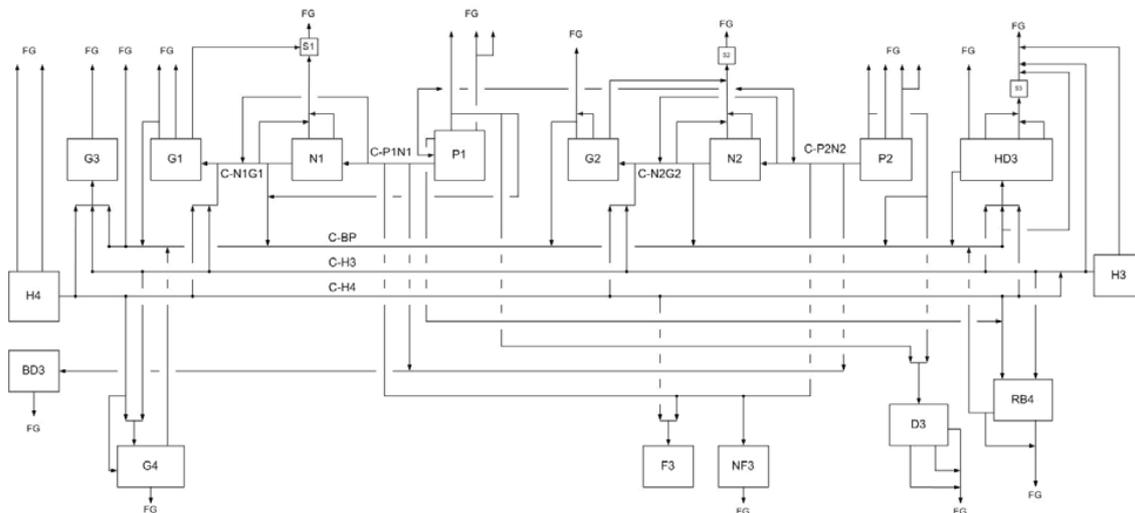 FG FG FG FG FG FG FG FG FG FG
S1 S2 S3
G3 G1 N1 C-P1N1 P1 G2 N2 C-P2N2 P2 HD3
C-N1G1 C-N2G2
C-BP
C-H3
H4 H3
C-H4
BD3
RB4
FG D3
G4 F3 NF3
FG FG FG FG